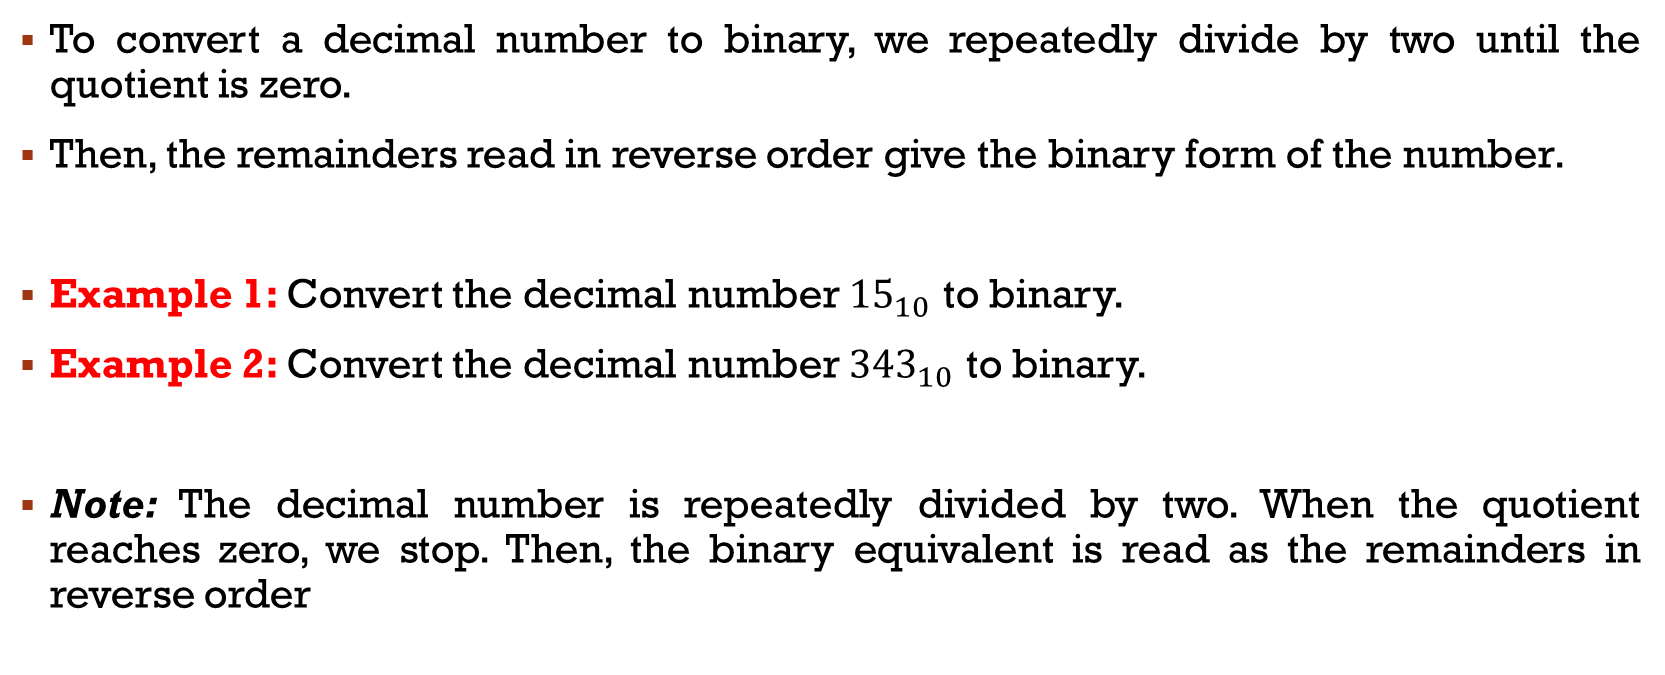 ▪ To convert a decimal number to binary, we repeatedly divide by two until the
quotient is zero.
▪ Then, the remainders read in reverse order give the binary form of the number.
▪ Example 1: Convert the decimal number 15₁₀ to binary.
▪ Example 2: Convert the decimal number 343₁₀ to binary.
▪ Note: The decimal number is repeatedly divided by two. When the quotient
reaches zero, we stop. Then, the binary equivalent is read as the remainders in
reverse order